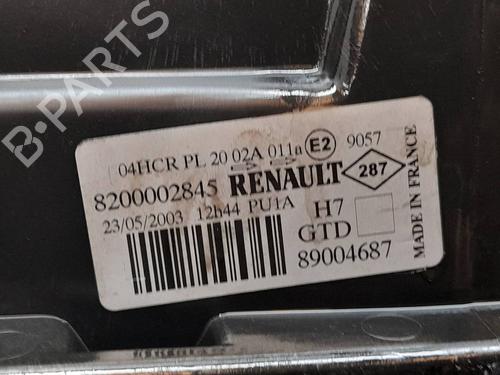 B-PARTS
04HCR PL 20 02A 011a E2 9057
8200002845 RENAULT 287
23/05/2003 12h44 PU1A H7
GTD
89004687
MADE IN FRANCE